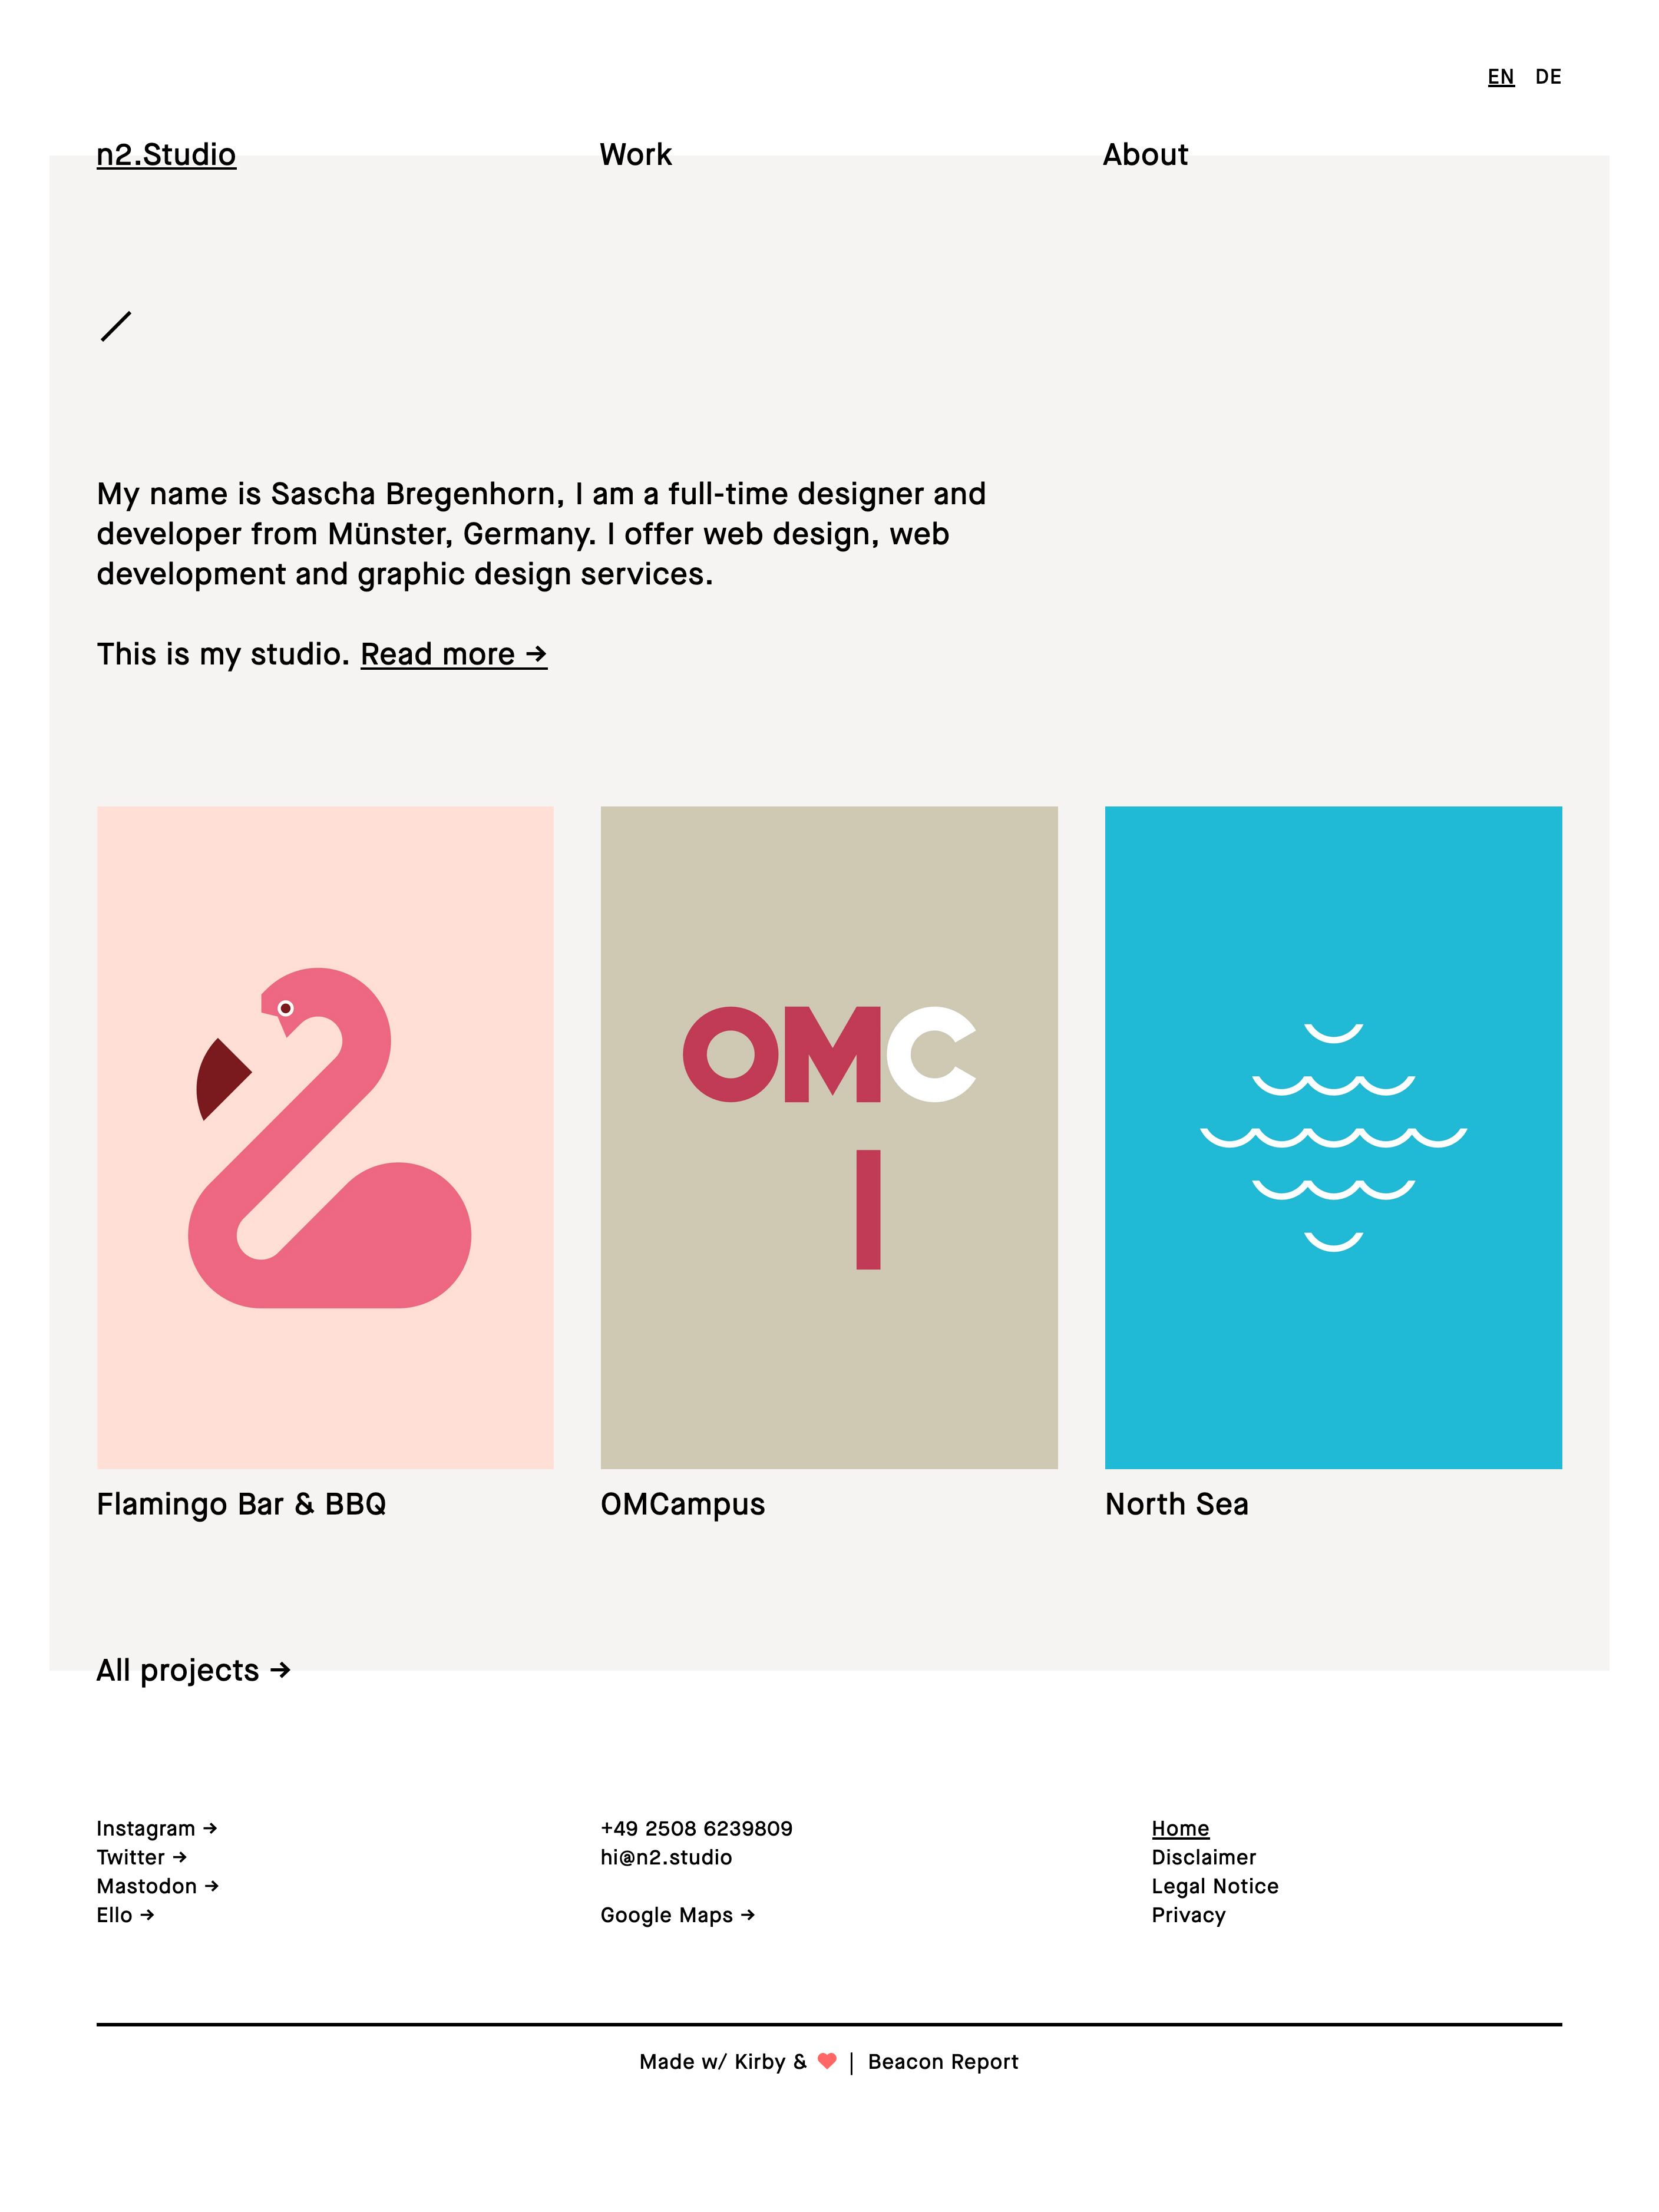 EN DE
n2.Studio Work About
My name is Sascha Bregenhorn, I am a full-time designer and
developer from Münster, Germany. I offer web design, web
development and graphic design services.
This is my studio. Read more →
OMC
Flamingo Bar & BBQ
OMCampus
North Sea
All projects →
Instagram →
Twitter →
Mastodon →
Ello →
+49 2508 6239809
hi@n2.studio
Google Maps →
Home
Disclaimer
Legal Notice
Privacy
Made w/ Kirby & ❤ | Beacon Report